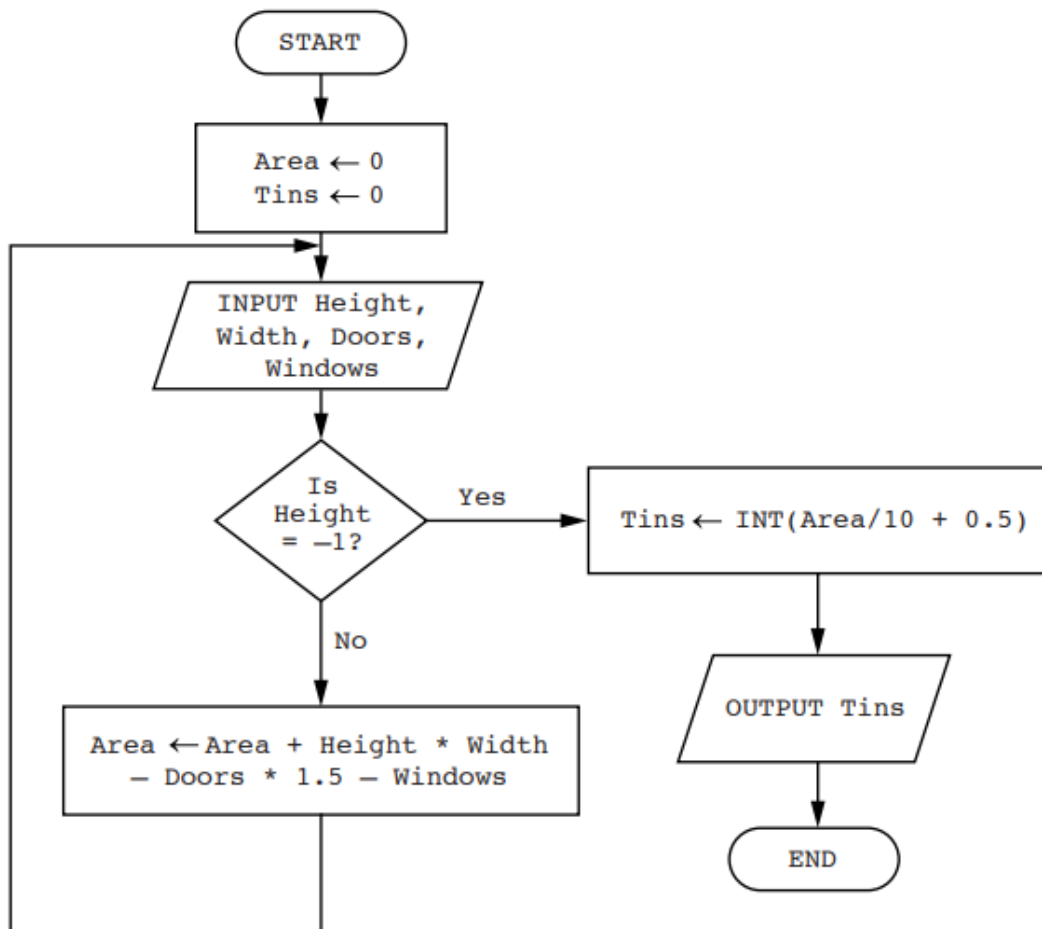 START
Area ← 0
Tins ← 0
INPUT Height,
Width, Doors,
Windows
Is
Height
= –1?
Yes
Tins ← INT(Area/10 + 0.5)
No
OUTPUT Tins
Area ← Area + Height * Width
– Doors * 1.5 – Windows
END